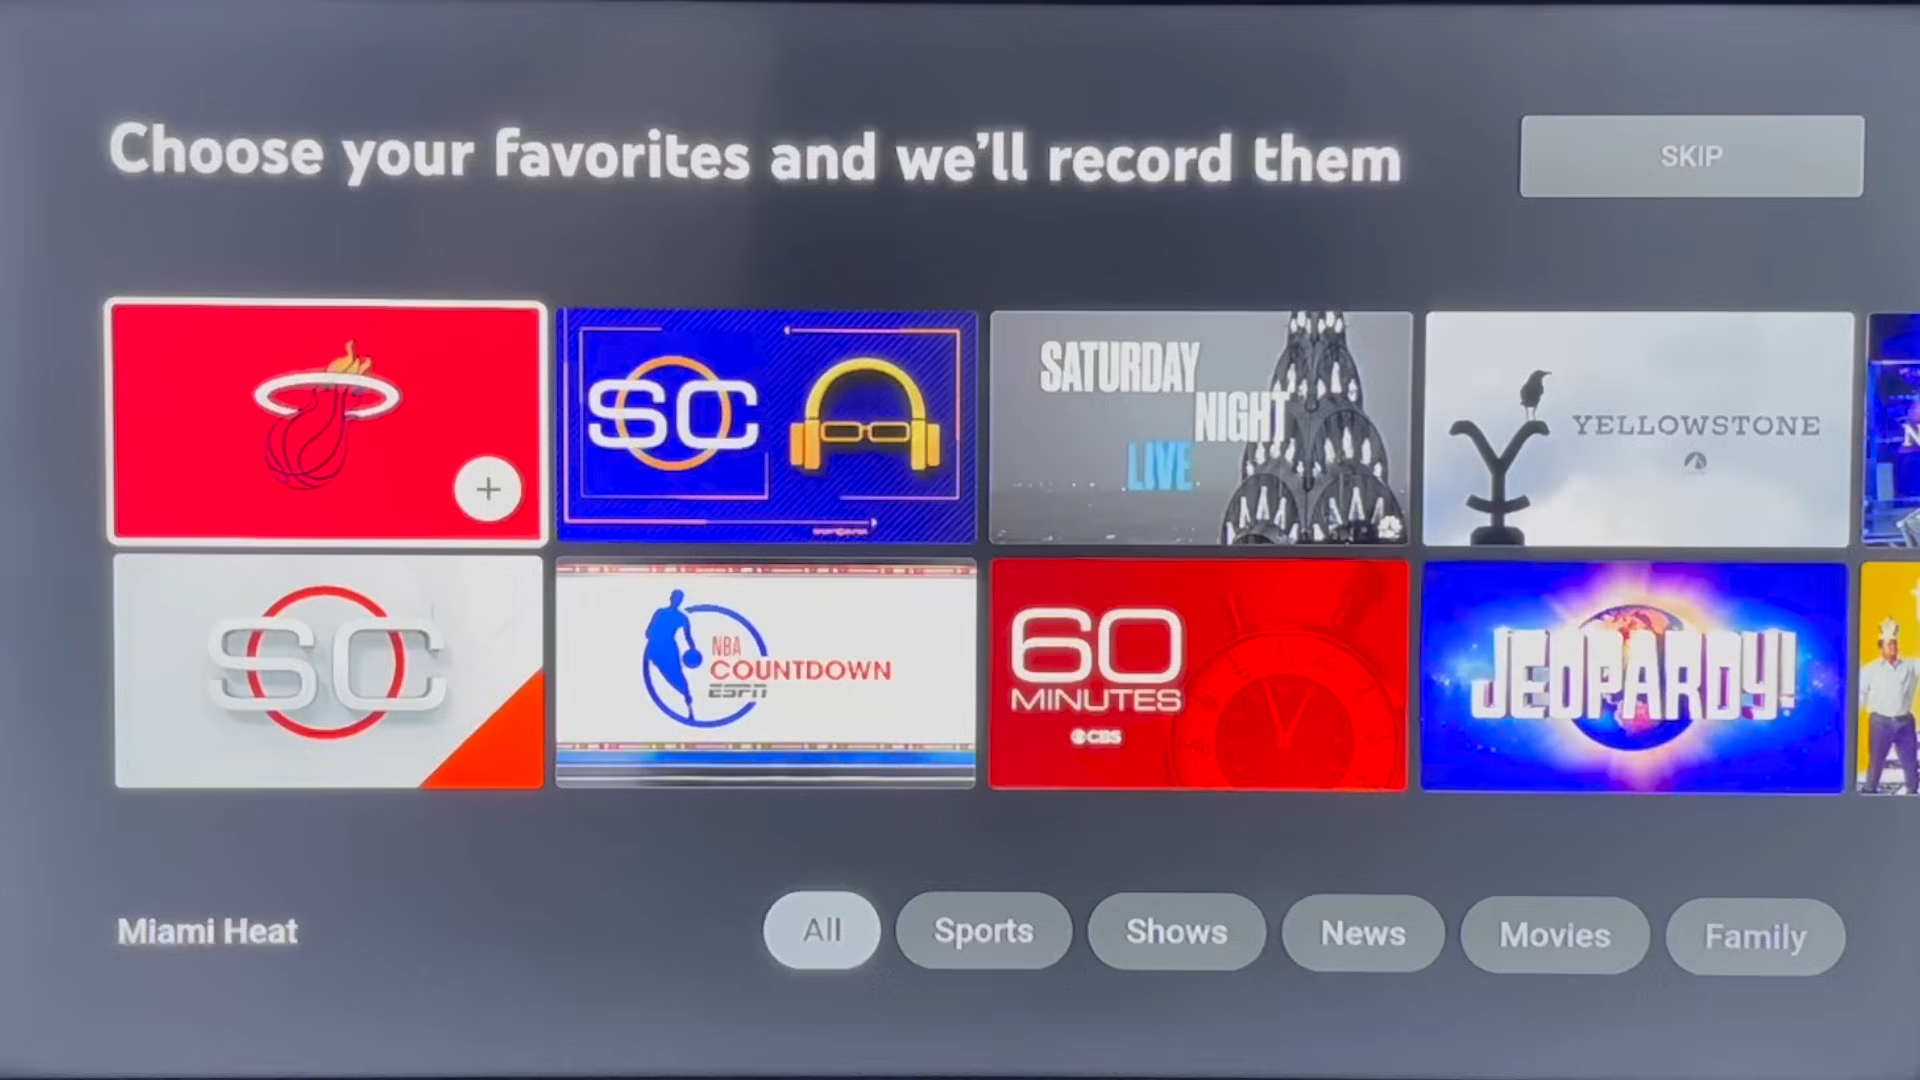 Choose your favorites and we'll record them
SKIP
SC
SATURDAY
NIGHT
LIVE
YELLOWSTONE
SC
NBA
COUNTDOWN
ESPN
60
MINUTES
CBS
JEOPARDY!
Miami Heat
All
Sports
Shows
News
Movies
Family